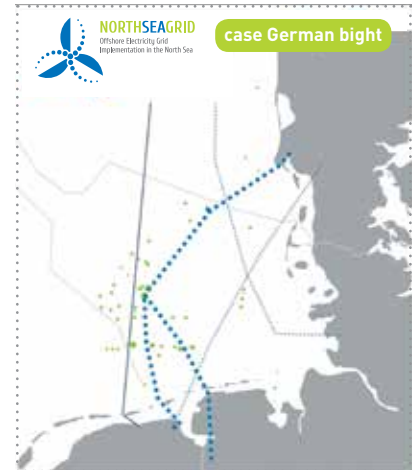 NORTHSEAGRID
Offshore Electricity Grid
Implementation in the North Sea
case German bight